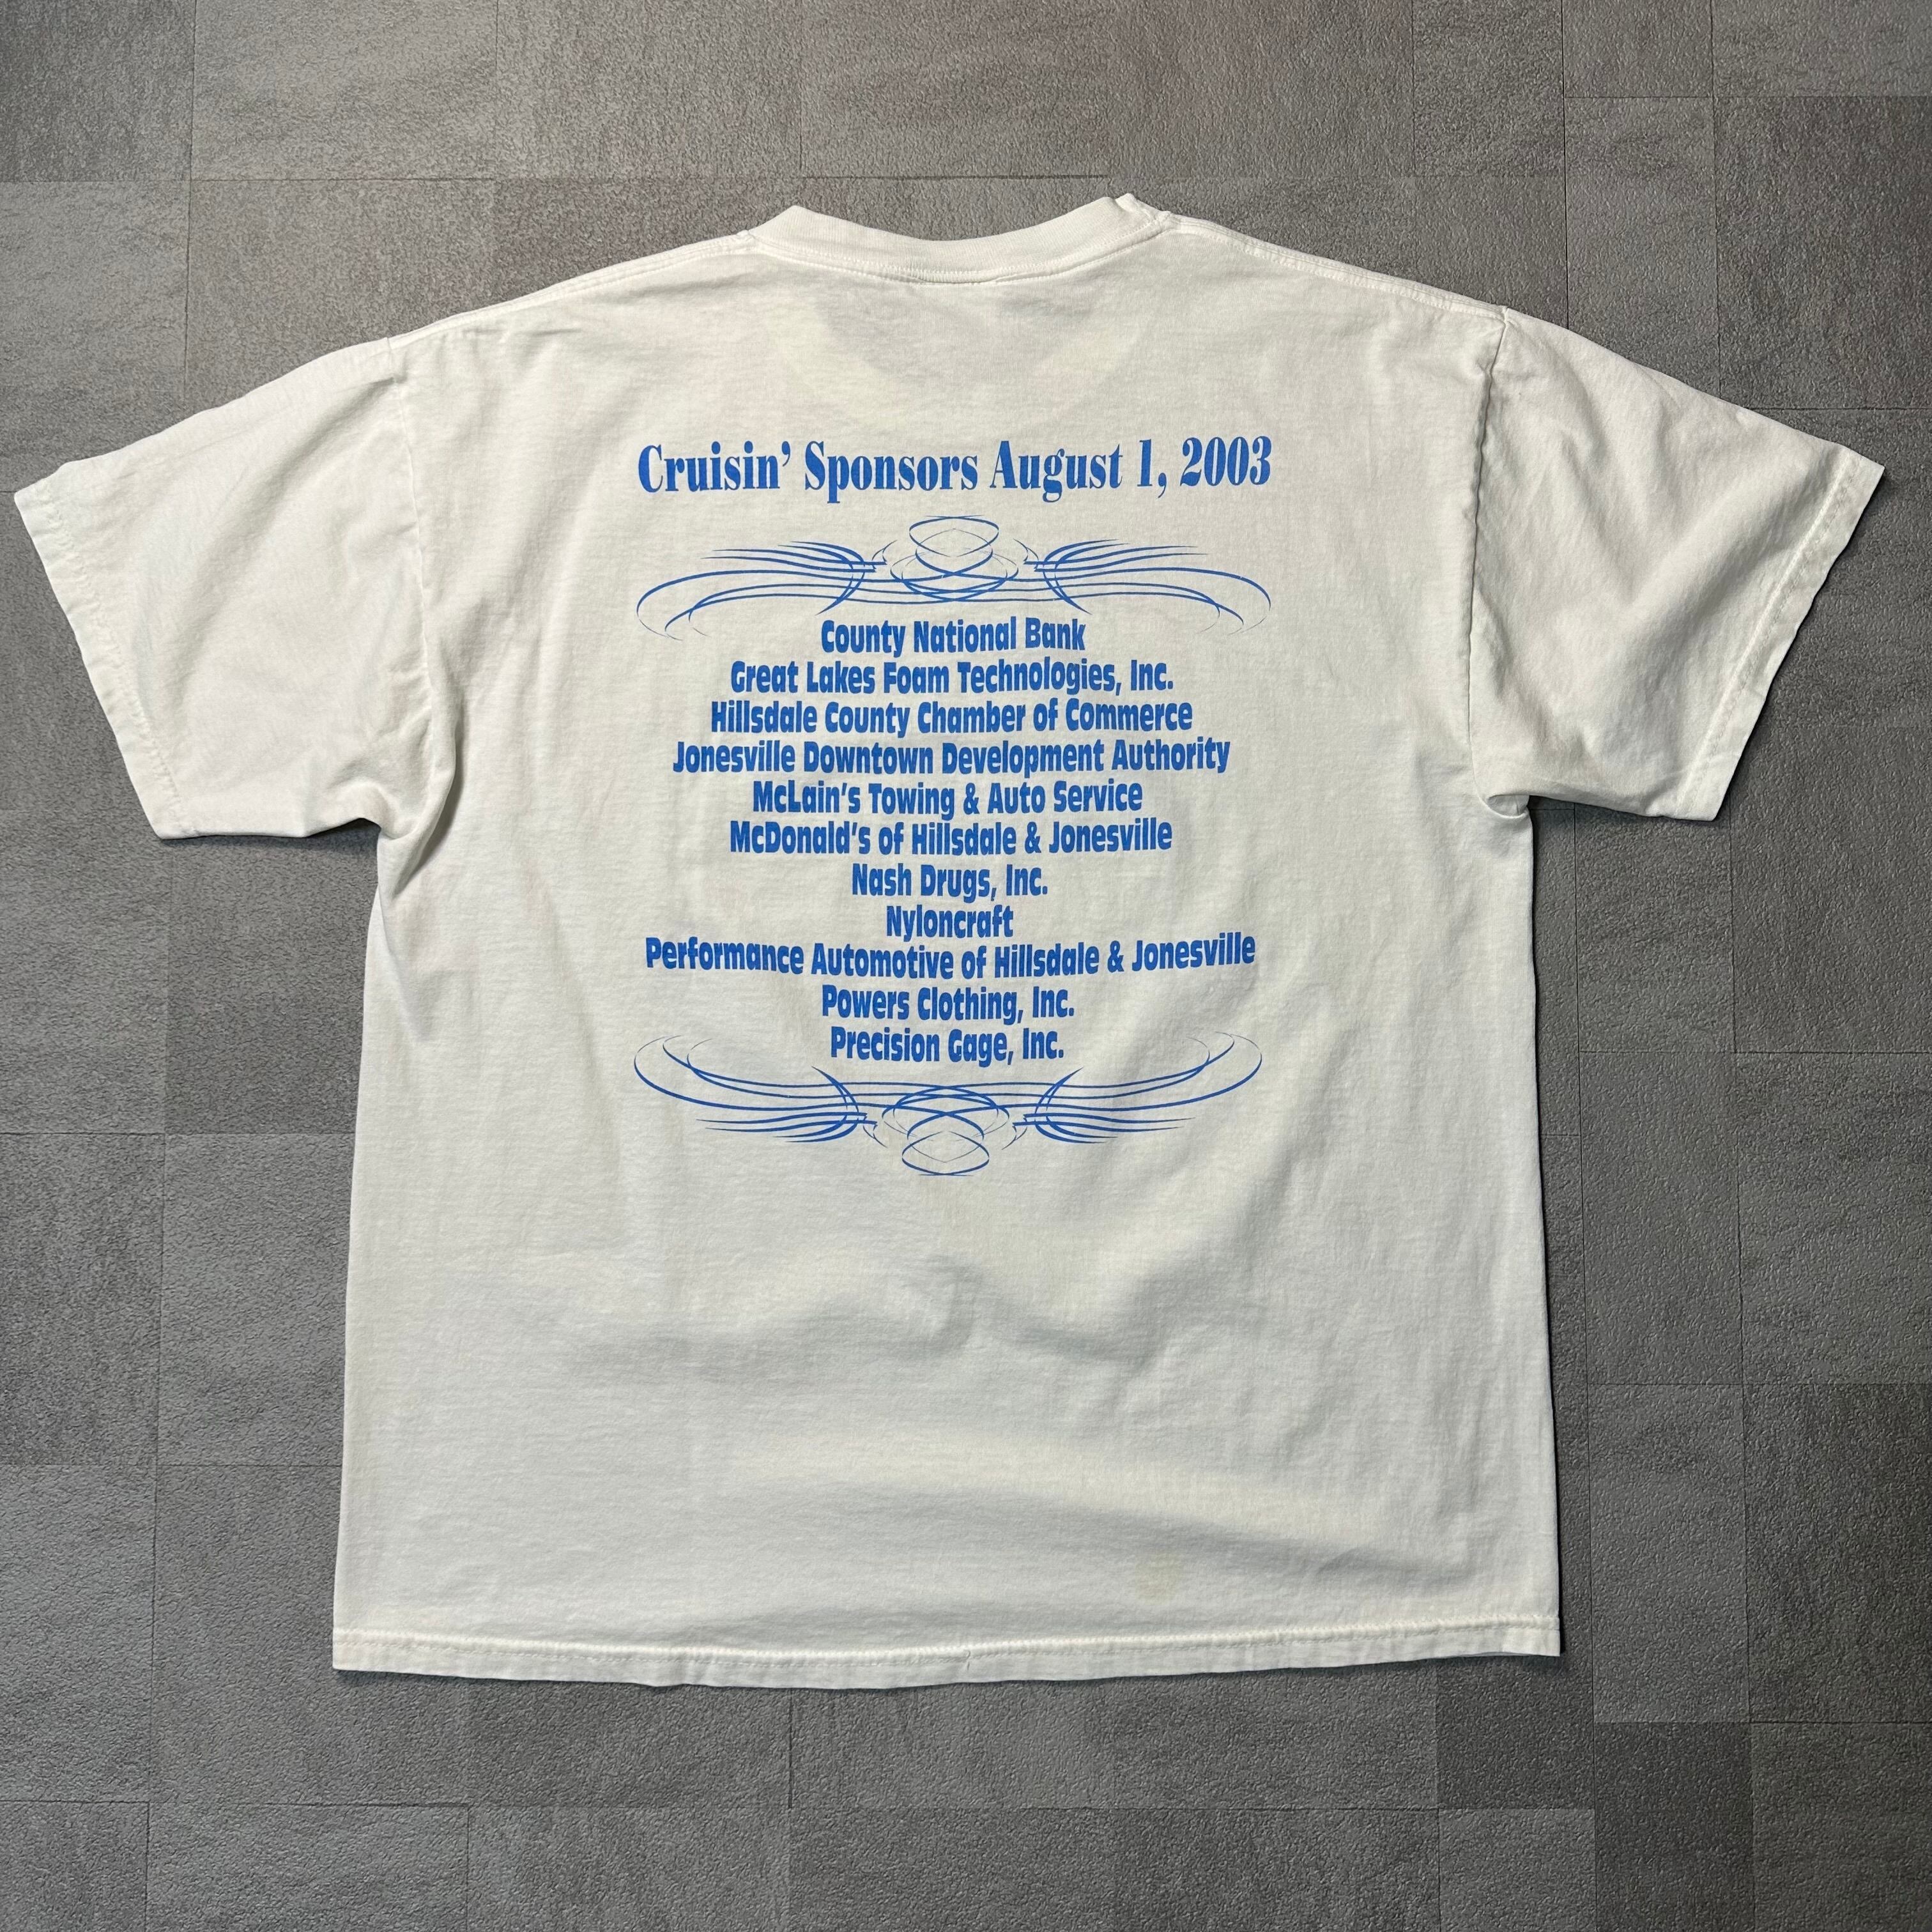 Cruisin' Sponsors August 1, 2003
County National Bank
Great Lakes Foam Technologies, Inc.
Hillsdale County Chamber of Commerce
Jonesville Downtown Development Authority
McLain's Towing & Auto Service
McDonald's of Hillsdale & Jonesville
Nash Drugs, Inc.
Nyloncraft
Performance Automotive of Hillsdale & Jonesville
Powers Clothing, Inc.
Precision Gage, Inc.